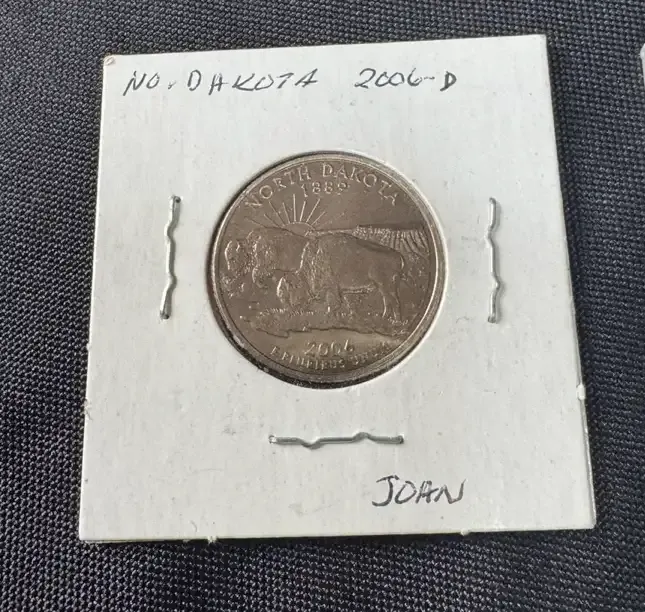 NO. DAKOTA 2006-D
NORTH DAKOTA
1889
2006
E PLURIBUS UNUM
JOAN